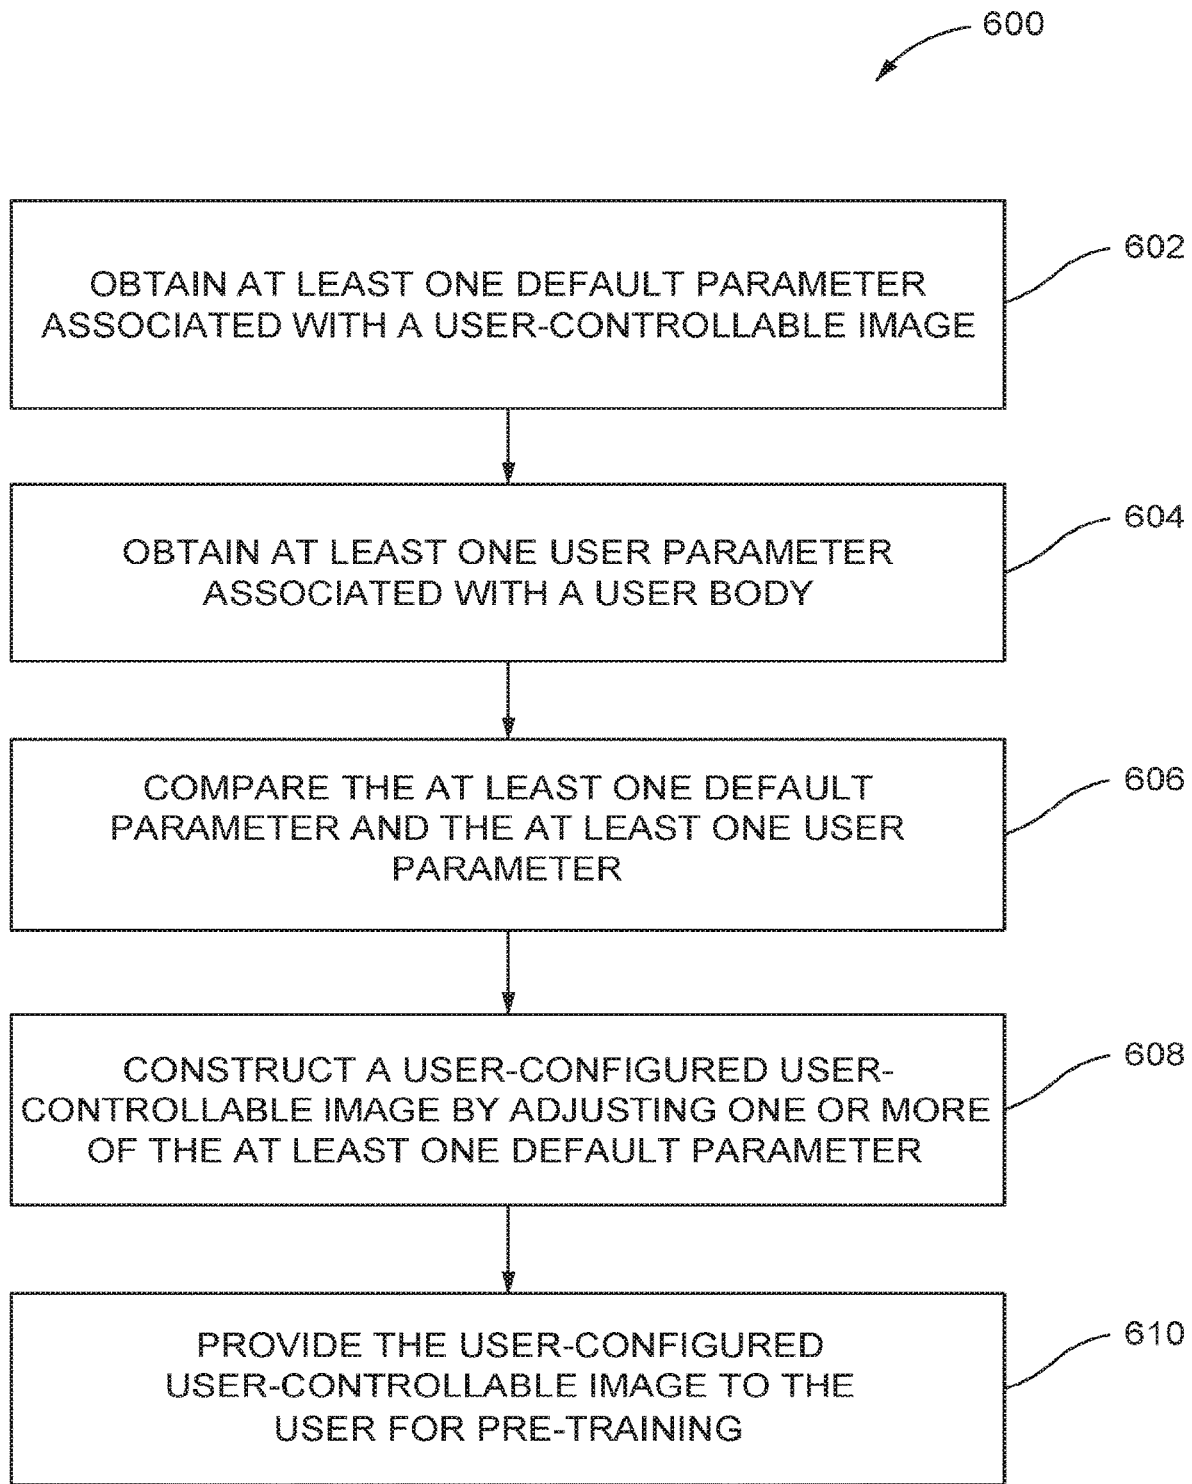 600
OBTAIN AT LEAST ONE DEFAULT PARAMETER
ASSOCIATED WITH A USER-CONTROLLABLE IMAGE
602
OBTAIN AT LEAST ONE USER PARAMETER
ASSOCIATED WITH A USER BODY
604
COMPARE THE AT LEAST ONE DEFAULT
PARAMETER AND THE AT LEAST ONE USER
PARAMETER
606
CONSTRUCT A USER-CONFIGURED USER-
CONTROLLABLE IMAGE BY ADJUSTING ONE OR MORE
OF THE AT LEAST ONE DEFAULT PARAMETER
608
PROVIDE THE USER-CONFIGURED
USER-CONTROLLABLE IMAGE TO THE
USER FOR PRE-TRAINING
610